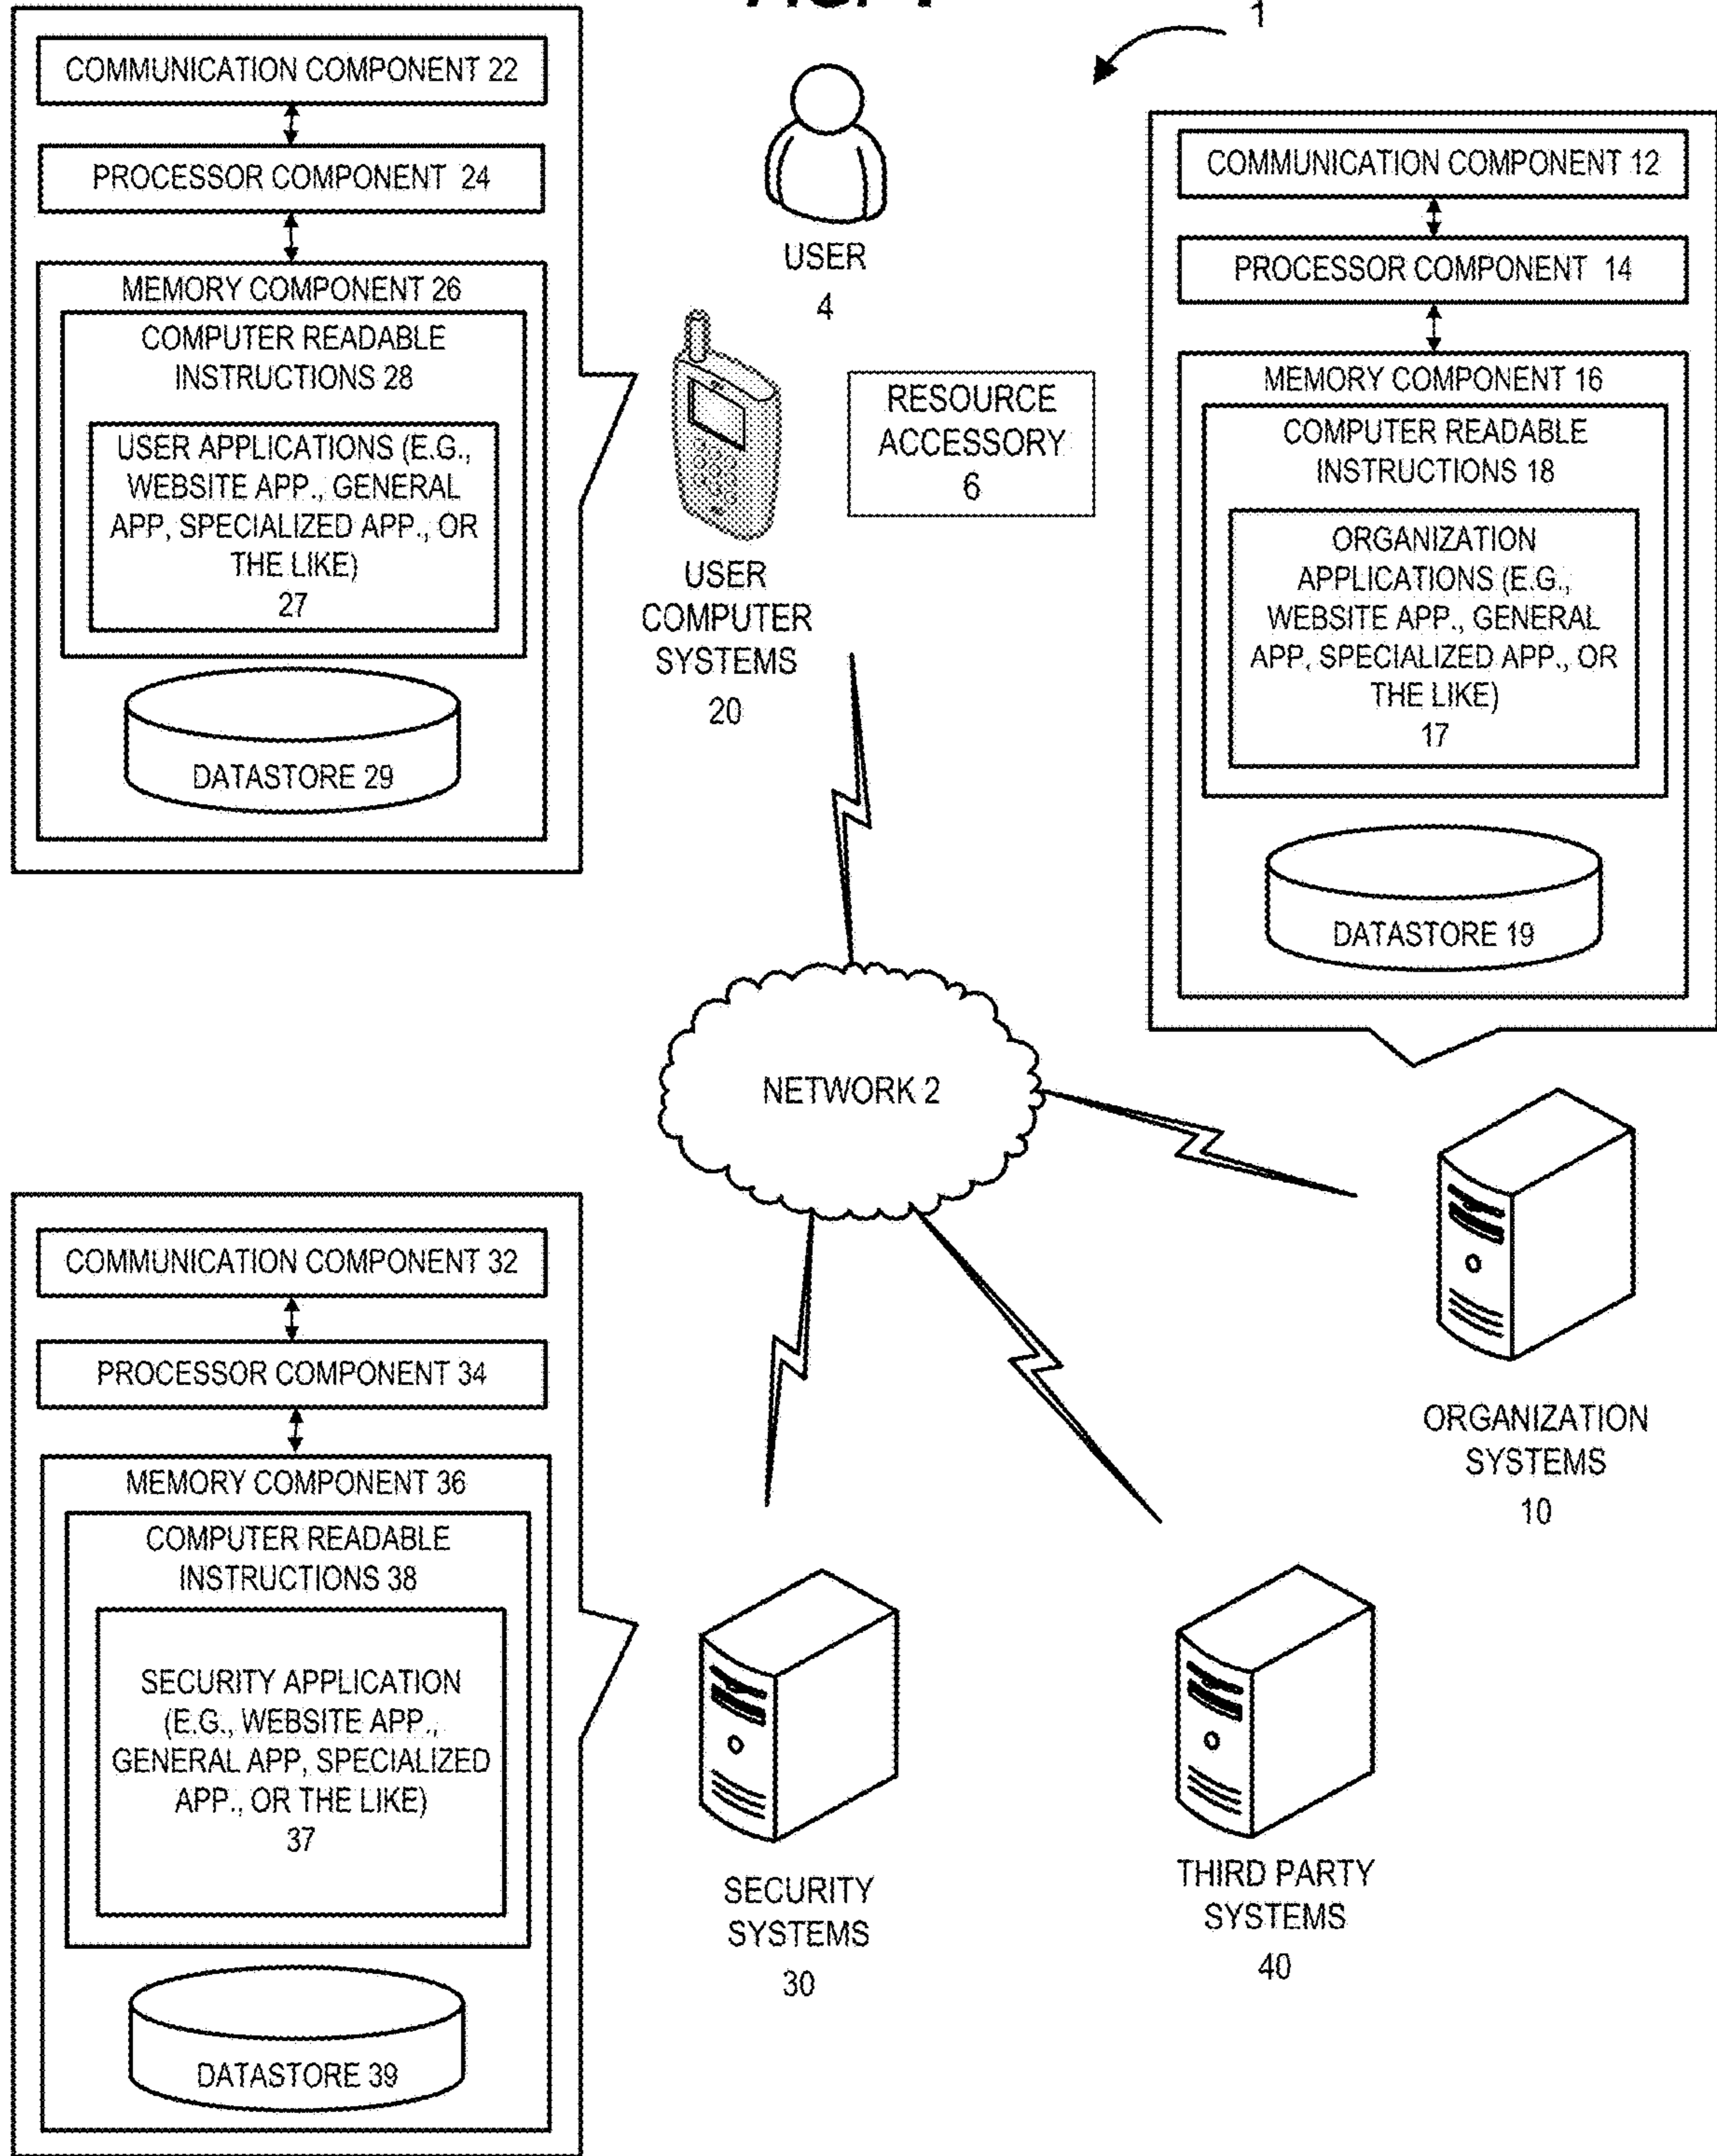 1
COMMUNICATION COMPONENT 22
PROCESSOR COMPONENT 24
MEMORY COMPONENT 26
COMPUTER READABLE
INSTRUCTIONS 28
USER APPLICATIONS (E.G.,
WEBSITE APP., GENERAL
APP, SPECIALIZED APP., OR
THE LIKE)
27
DATASTORE 29
USER
4
RESOURCE
ACCESSORY
6
USER
COMPUTER
SYSTEMS
20
COMMUNICATION COMPONENT 12
PROCESSOR COMPONENT 14
MEMORY COMPONENT 16
COMPUTER READABLE
INSTRUCTIONS 18
ORGANIZATION
APPLICATIONS (E.G.,
WEBSITE APP., GENERAL
APP, SPECIALIZED APP., OR
THE LIKE)
17
DATASTORE 19
NETWORK 2
ORGANIZATION
SYSTEMS
10
COMMUNICATION COMPONENT 32
PROCESSOR COMPONENT 34
MEMORY COMPONENT 36
COMPUTER READABLE
INSTRUCTIONS 38
SECURITY APPLICATION
(E.G., WEBSITE APP.,
GENERAL APP, SPECIALIZED
APP., OR THE LIKE)
37
DATASTORE 39
SECURITY
SYSTEMS
30
THIRD PARTY
SYSTEMS
40